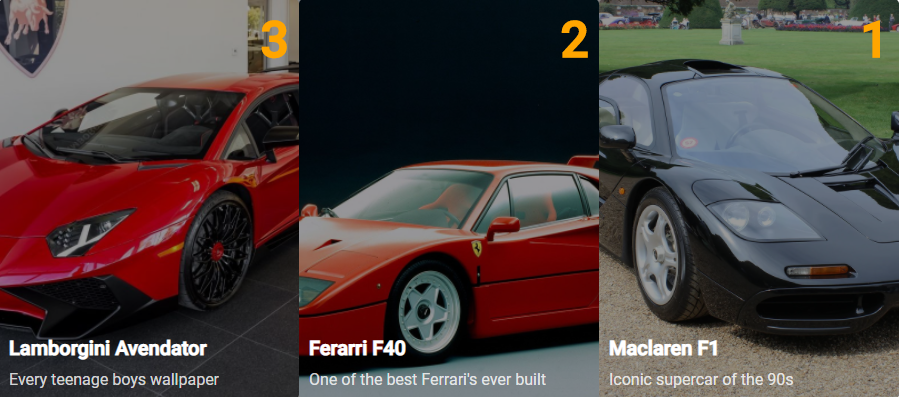 3
2
1
Lamborgini Avendator
Every teenage boys wallpaper
Ferarri F40
One of the best Ferrari's ever built
Maclaren F1
Iconic supercar of the 90s